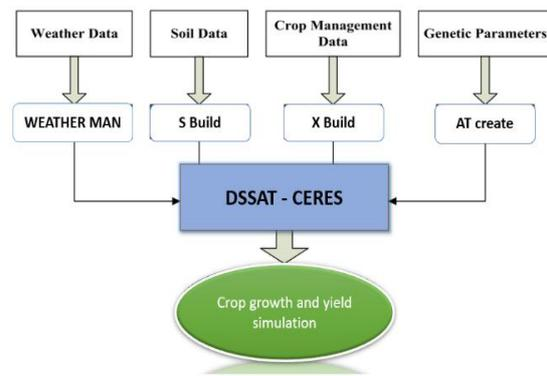 Weather Data
Soil Data
Crop Management
Data
Genetic Parameters
WEATHER MAN
S Build
X Build
AT create
DSSAT - CERES
Crop growth and yield
simulation